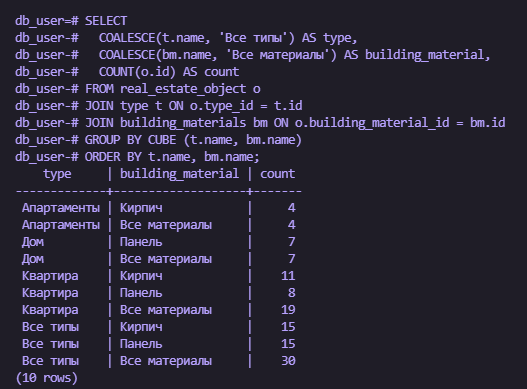 db_user=# SELECT
db_user-#   COALESCE(t.name, 'Все типы') AS type,
db_user-#   COALESCE(bm.name, 'Все материалы') AS building_material,
db_user-#   COUNT(o.id) AS count
db_user-# FROM real_estate_object o
db_user-# JOIN type t ON o.type_id = t.id
db_user-# JOIN building_materials bm ON o.building_material_id = bm.id
db_user-# GROUP BY CUBE (t.name, bm.name)
db_user-# ORDER BY t.name, bm.name;
    type    | building_material | count
------------+-------------------+-------
 Апартаменты | Кирпич            |     4
 Апартаменты | Все материалы     |     4
 Дом         | Панель            |     7
 Дом         | Все материалы     |     7
 Квартира    | Кирпич            |    11
 Квартира    | Панель            |     8
 Квартира    | Все материалы     |    19
 Все типы    | Кирпич            |    15
 Все типы    | Панель            |    15
 Все типы    | Все материалы     |    30
(10 rows)